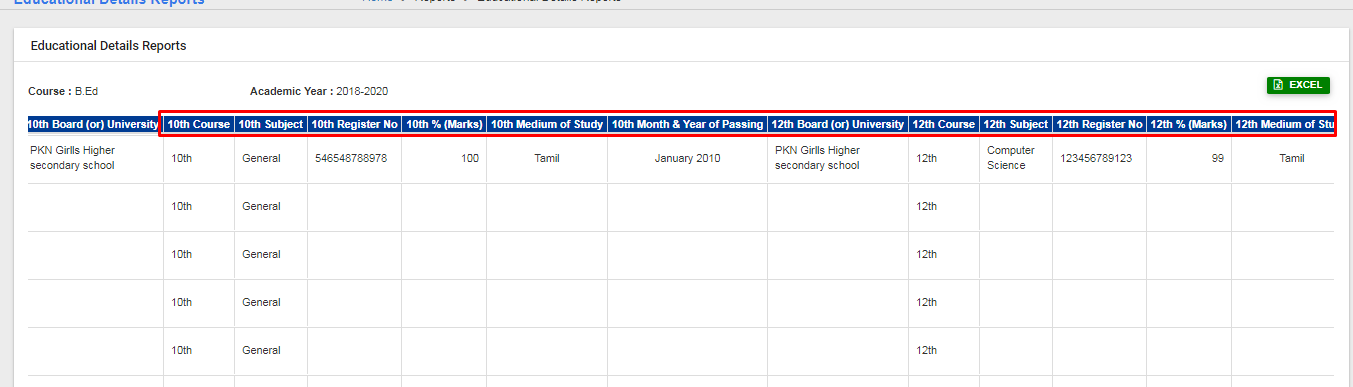 Educational Details Reports
Home > Reports > Educational Details Reports
Educational Details Reports
EXCEL
Course : B.Ed Academic Year : 2018-2020
10th Board (or) University 10th Course 10th Subject 10th Register No 10th % (Marks) 10th Medium of Study 10th Month & Year of Passing 12th Board (or) University 12th Course 12th Subject 12th Register No 12th % (Marks) 12th Medium of Stu
PKN Girlls Higher
secondary school
10th General 546548788978 100 Tamil January 2010
PKN Girlls Higher
secondary school
12th
Computer
Science
123456789123 99 Tamil
10th General 12th
10th General 12th
10th General 12th
10th General 12th